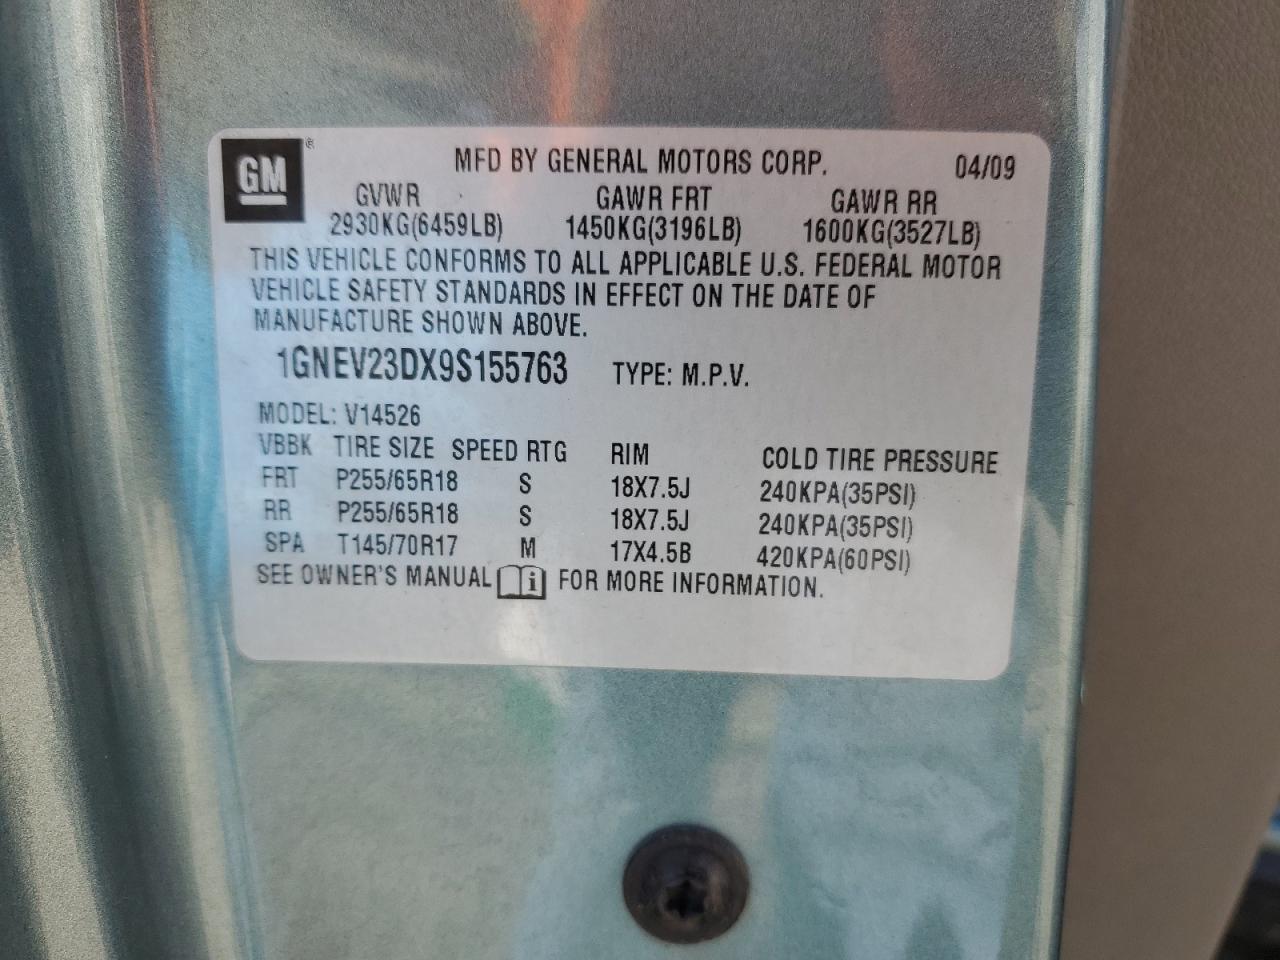 GM ® MFD BY GENERAL MOTORS CORP. 04/09
GVWR GAWR FRT GAWR RR
2930KG(6459LB) 1450KG(3196LB) 1600KG(3527LB)
THIS VEHICLE CONFORMS TO ALL APPLICABLE U.S. FEDERAL MOTOR
VEHICLE SAFETY STANDARDS IN EFFECT ON THE DATE OF
MANUFACTURE SHOWN ABOVE.
1GNEV23DX9S155763 TYPE: M.P.V.
MODEL: V14526
VBBK TIRE SIZE SPEED RTG RIM COLD TIRE PRESSURE
FRT P255/65R18 S 18X7.5J 240KPA(35PSI)
RR P255/65R18 S 18X7.5J 240KPA(35PSI)
SPA T145/70R17 M 17X4.5B 420KPA(60PSI)
SEE OWNER'S MANUAL i FOR MORE INFORMATION.